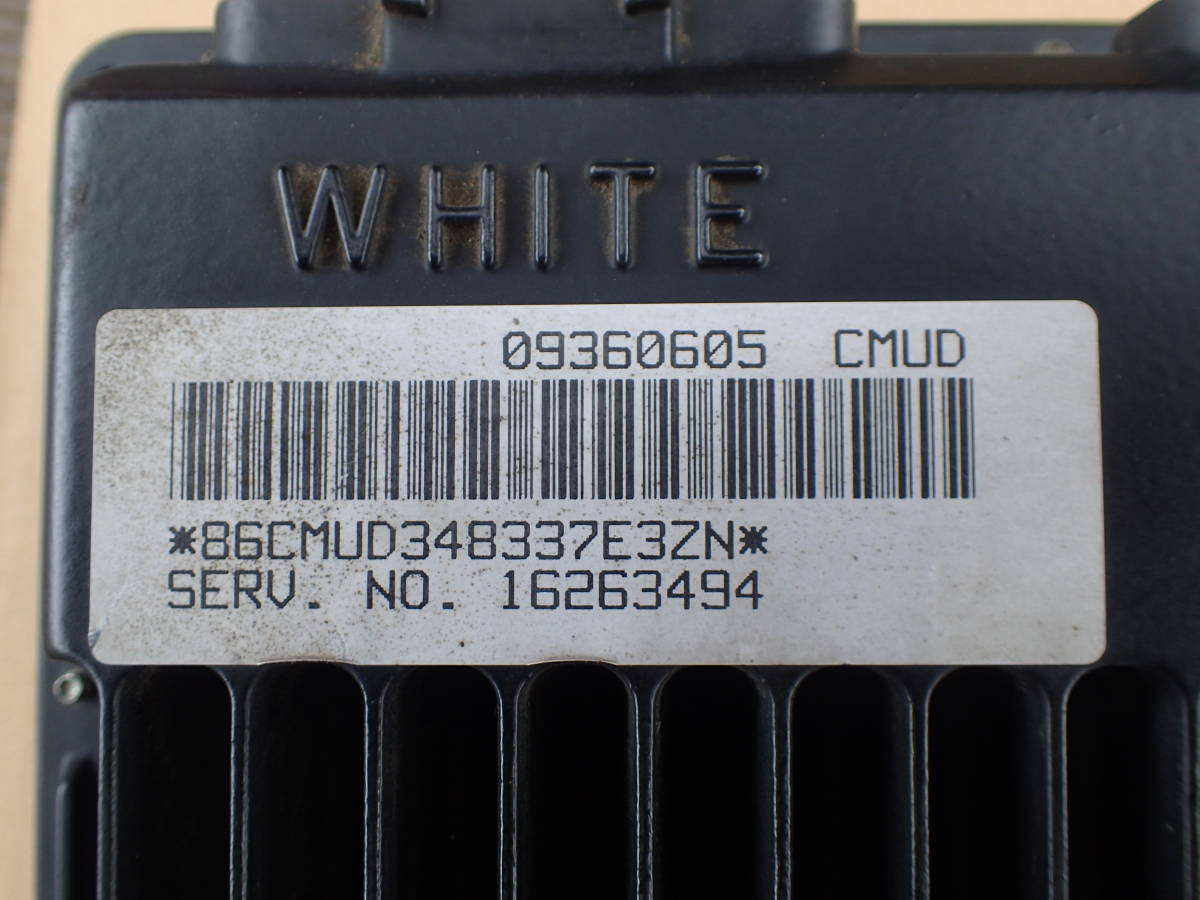 WHITE
09360605 CMUD
*86CMUD348337E3ZN*
SERV. NO. 16263494